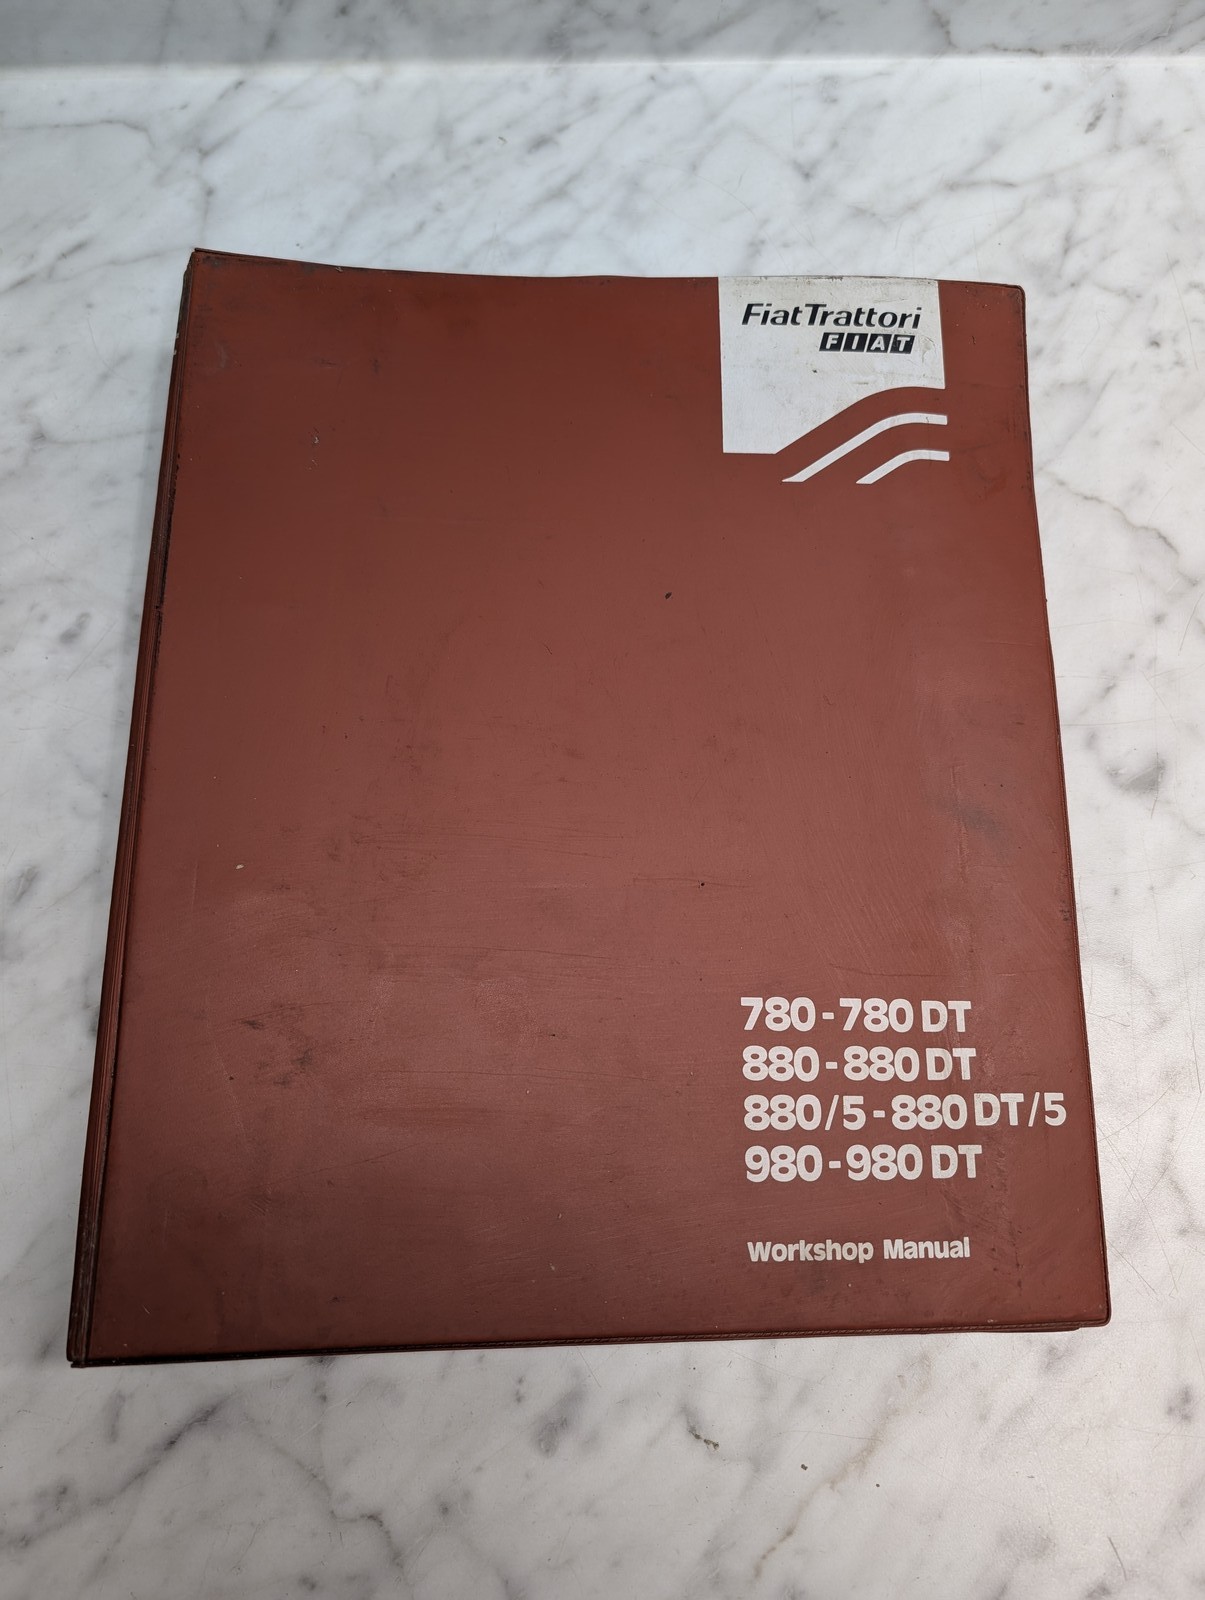 FiatTrattori
FIAT
780-780 DT
880-880 DT
880/5-880 DT/5
980-980 DT
Workshop Manual